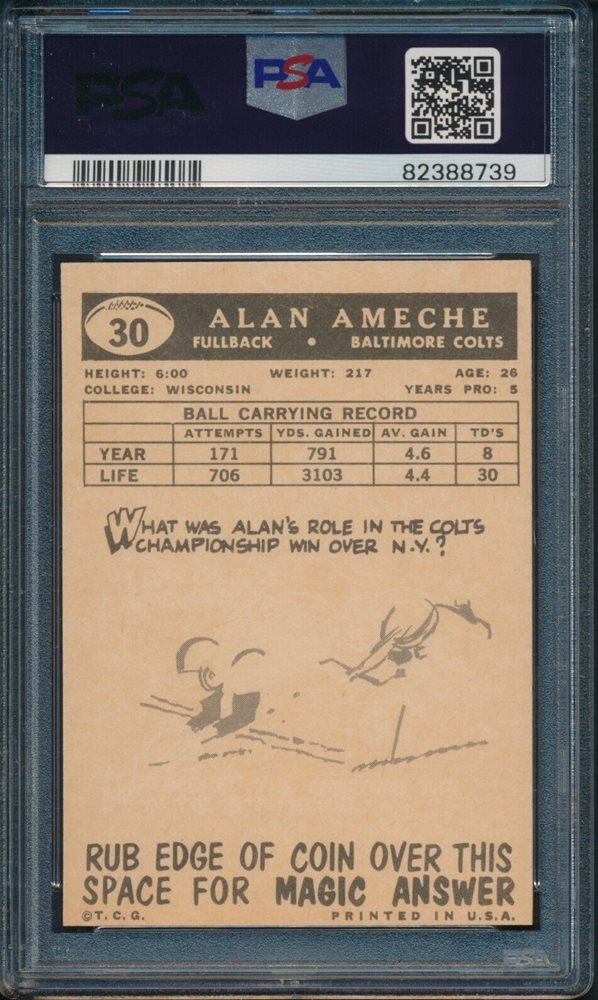 PSA
PSA
82388739
30
ALAN AMECHE
FULLBACK • BALTIMORE COLTS
HEIGHT: 6:00 WEIGHT: 217 AGE: 26
COLLEGE: WISCONSIN YEARS PRO: 5
BALL CARRYING RECORD
ATTEMPTS YDS. GAINED AV. GAIN TD'S
YEAR 171 791 4.6 8
LIFE 706 3103 4.4 30
WHAT WAS ALAN'S ROLE IN THE COLTS
CHAMPIONSHIP WIN OVER N.Y.?
RUB EDGE OF COIN OVER THIS
SPACE FOR MAGIC ANSWER
©T.C.G. PRINTED IN U.S.A.
PSA